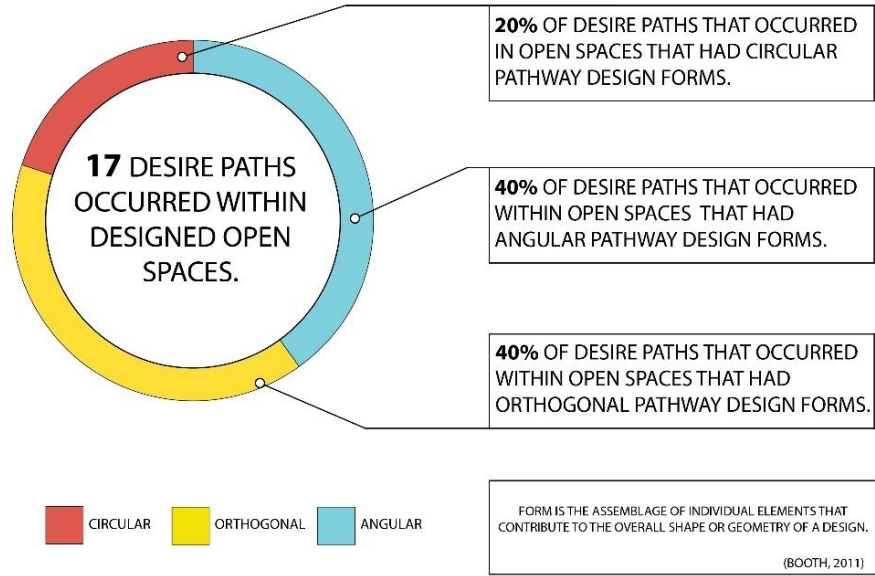 17 DESIRE PATHS
OCCURRED WITHIN
DESIGNED OPEN
SPACES.
20% OF DESIRE PATHS THAT OCCURRED
IN OPEN SPACES THAT HAD CIRCULAR
PATHWAY DESIGN FORMS.
40% OF DESIRE PATHS THAT OCCURRED
WITHIN OPEN SPACES THAT HAD
ANGULAR PATHWAY DESIGN FORMS.
40% OF DESIRE PATHS THAT OCCURRED
WITHIN OPEN SPACES THAT HAD
ORTHOGONAL PATHWAY DESIGN FORMS.
CIRCULAR
ORTHOGONAL
ANGULAR
FORM IS THE ASSEMBLAGE OF INDIVIDUAL ELEMENTS THAT
CONTRIBUTE TO THE OVERALL SHAPE OR GEOMETRY OF A DESIGN.
(BOOTH, 2011)